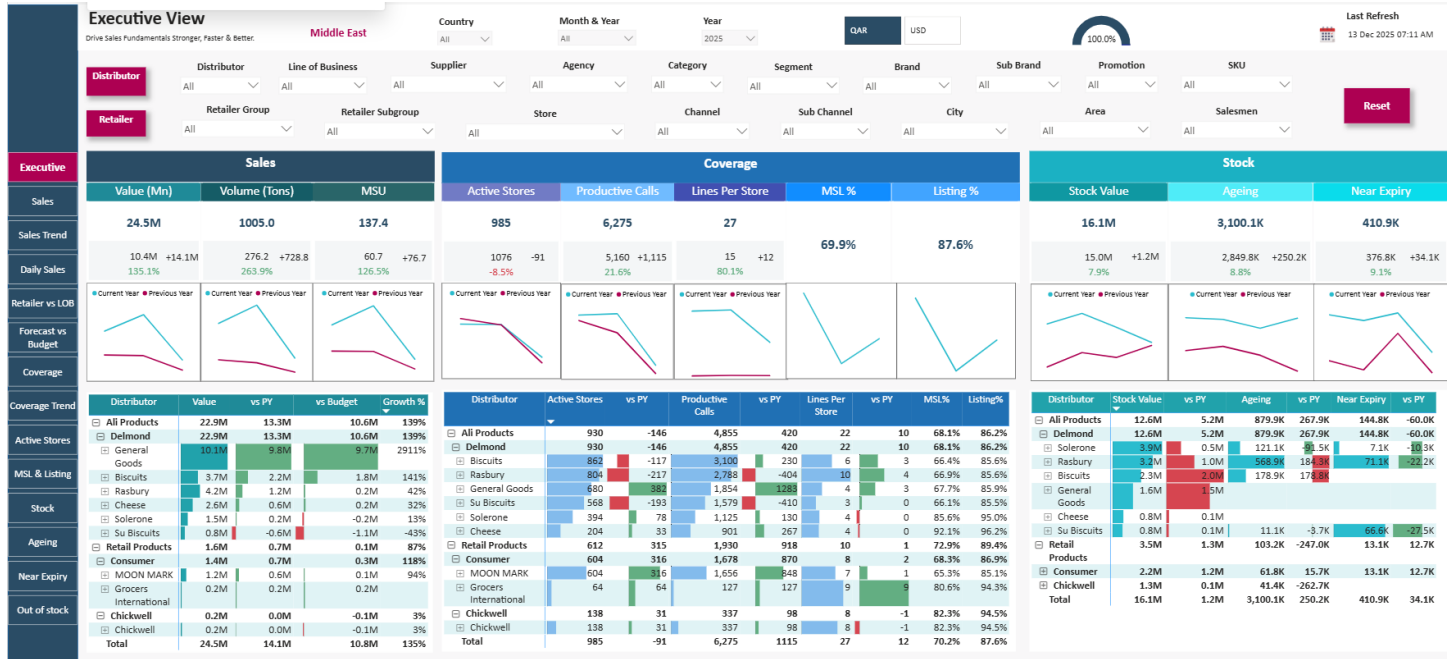 Executive View
Drive Sales Fundamentals Stronger, Faster & Better.
Middle East
Country
All
Month & Year
All
Year
2025
QAR
USD
100.0%
Last Refresh
13 Dec 2025 07:11 AM
Distributor
Distributor
All
Line of Business
All
Supplier
All
Agency
All
Category
All
Segment
All
Brand
All
Sub Brand
All
Promotion
All
SKU
All
Retailer
Retailer Group
All
Retailer Subgroup
All
Store
All
Channel
All
Sub Channel
All
City
All
Area
All
Salesmen
All
Reset
Executive
Sales
Sales Trend
Daily Sales
Retailer vs LOB
Forecast vs
Budget
Coverage
Coverage Trend
Active Stores
MSL & Listing
Stock
Ageing
Near Expiry
Out of stock
Sales
Value (Mn) Volume (Tons) MSU
24.5M 1005.0 137.4
10.4M +14.1M 276.2 +728.8 60.7 +76.7
135.1% 263.9% 126.5%
Current Year Previous Year Current Year Previous Year Current Year Previous Year
Distributor Value vs PY vs Budget Growth %
Ali Products 22.9M 13.3M 10.6M 139%
Delmond 22.9M 13.3M 10.6M 139%
General
Goods 10.1M 9.8M 9.7M 2911%
Biscuits 3.7M 2.2M 1.8M 141%
Rasbury 4.2M 1.2M 0.2M 42%
Cheese 2.6M 0.6M 0.2M 32%
Solerone 1.5M 0.2M -0.2M 13%
Su Biscuits 0.8M -0.6M -1.1M -43%
Retail Products 1.6M 0.7M 0.1M 87%
Consumer 1.4M 0.7M 0.3M 118%
MOON MARK 1.2M 0.6M 0.1M 94%
Grocers
International 0.2M 0.2M 0.2M
Chickwell 0.2M 0.0M -0.1M 3%
Chickwell 0.2M 0.0M -0.1M 3%
Total 24.5M 14.1M 10.8M 135%
Coverage
Active Stores Productive Calls Lines Per Store MSL % Listing %
985 6,275 27 69.9% 87.6%
1076 -91 5,160 +1,115 15 +12
-8.5% 21.6% 80.1%
Current Year Previous Year Current Year Previous Year Current Year Previous Year
Distributor Active Stores vs PY Productive
Calls vs PY Lines Per
Store vs PY MSL% Listing%
Ali Products 930 -146 4,855 420 22 10 68.1% 86.2%
Delmond 930 -146 4,855 420 22 10 68.1% 86.2%
Biscuits 862 -117 3,100 230 6 3 66.4% 85.6%
Rasbury 804 -217 2,788 -404 10 4 66.9% 85.6%
General Goods 680 382 1,854 1283 4 3 67.7% 85.9%
Su Biscuits 568 -193 1,579 -410 3 0 66.1% 85.5%
Solerone 394 78 1,125 130 4 0 85.6% 95.0%
Cheese 204 33 901 267 4 0 92.1% 96.2%
Retail Products 612 315 1,930 918 10 1 72.9% 89.4%
Consumer 604 316 1,678 870 8 2 68.3% 86.9%
MOON MARK 604 316 1,656 848 7 1 65.3% 85.1%
Grocers
International 64 64 127 127 9 9 80.6% 94.3%
Chickwell 138 31 337 98 8 -1 82.3% 94.5%
Chickwell 138 31 337 98 8 -1 82.3% 94.5%
Total 985 -91 6,275 1115 27 12 70.2% 87.6%
Stock
Stock Value Ageing Near Expiry
16.1M 3,100.1K 410.9K
15.0M +1.2M 2,849.8K +250.2K 376.8K +34.1K
7.9% 8.8% 9.1%
Current Year Previous Year Current Year Previous Year Current Year Previous Year
Distributor Stock Value vs PY Ageing vs PY Near Expiry vs PY
Ali Products 12.6M 5.2M 879.9K 267.9K 144.8K -60.0K
Delmond 12.6M 5.2M 879.9K 267.9K 144.8K -60.0K
Solerone 3.9M 0.5M 121.1K -91.5K 7.1K -10.3K
Rasbury 3.2M 1.0M 568.9K 184.3K 71.1K -22.2K
Biscuits 2.3M 2.0M 178.9K 178.8K
General
Goods 1.6M 1.5M
Cheese 0.8M 0.1M
Su Biscuits 0.8M 0.1M 11.1K -3.7K 66.6K -27.5K
Retail
Products 3.5M 1.3M 103.2K -247.0K 13.1K 12.7K
Consumer 2.2M 1.2M 61.8K 15.7K 13.1K 12.7K
Chickwell 1.3M 0.1M 41.4K -262.7K
Total 16.1M 1.2M 3,100.1K 250.2K 410.9K 34.1K